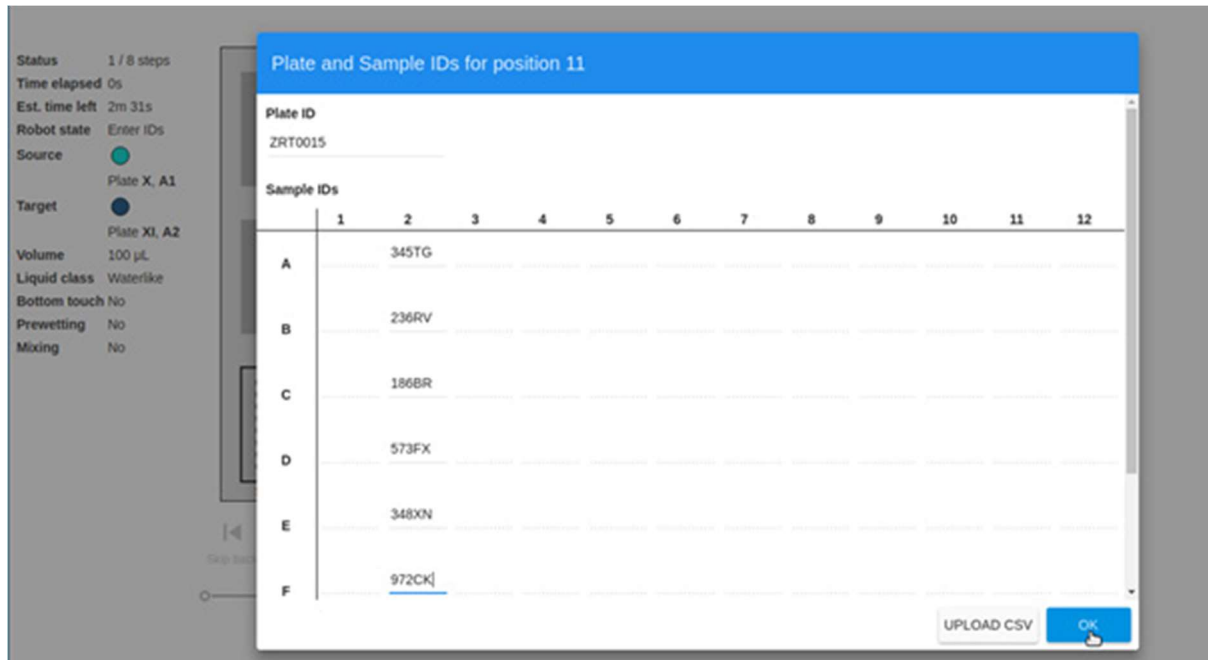 Status 1 / 8 steps
Time elapsed 0s
Est. time left 2m 31s
Robot state Enter IDs
Source
Plate X, A1
Target
Plate XI, A2
Volume 100 µL
Liquid class Waterlike
Bottom touch No
Prewetting No
Mixing No
Skip back
Plate and Sample IDs for position 11
Plate ID
ZRT0015
Sample IDs
1 2 3 4 5 6 7 8 9 10 11 12
A 345TG
B 236RV
C 186BR
D 573FX
E 348XN
F 972CK
UPLOAD CSV OK